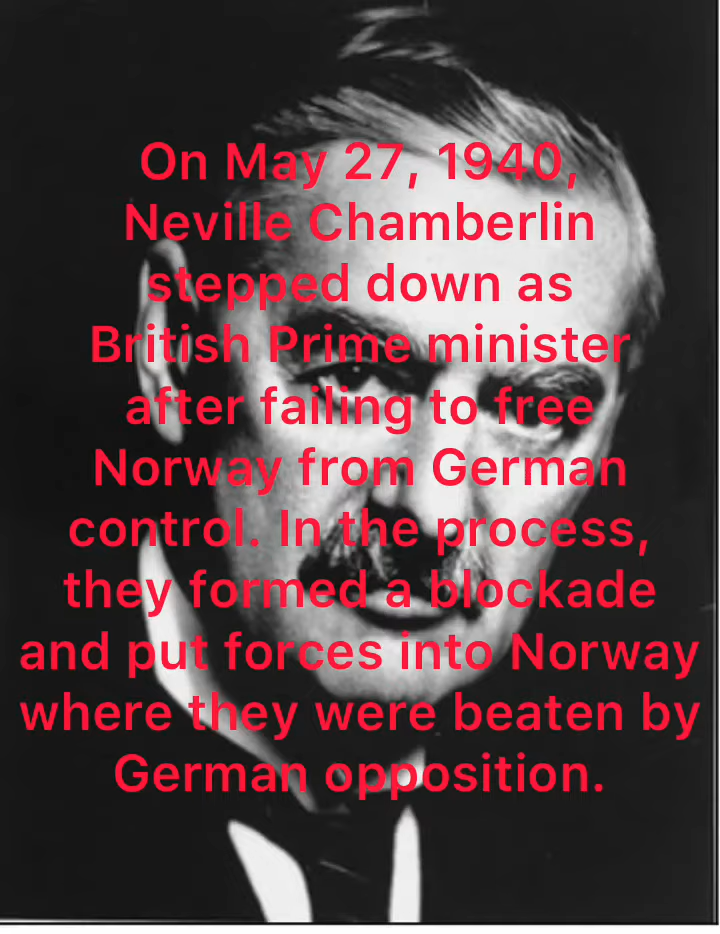 On May 27, 1940,
Neville Chamberlin
stepped down as
British Prime minister
after failing to free
Norway from German
control. In the process,
they formed a blockade
and put forces into Norway
where they were beaten by
German opposition.